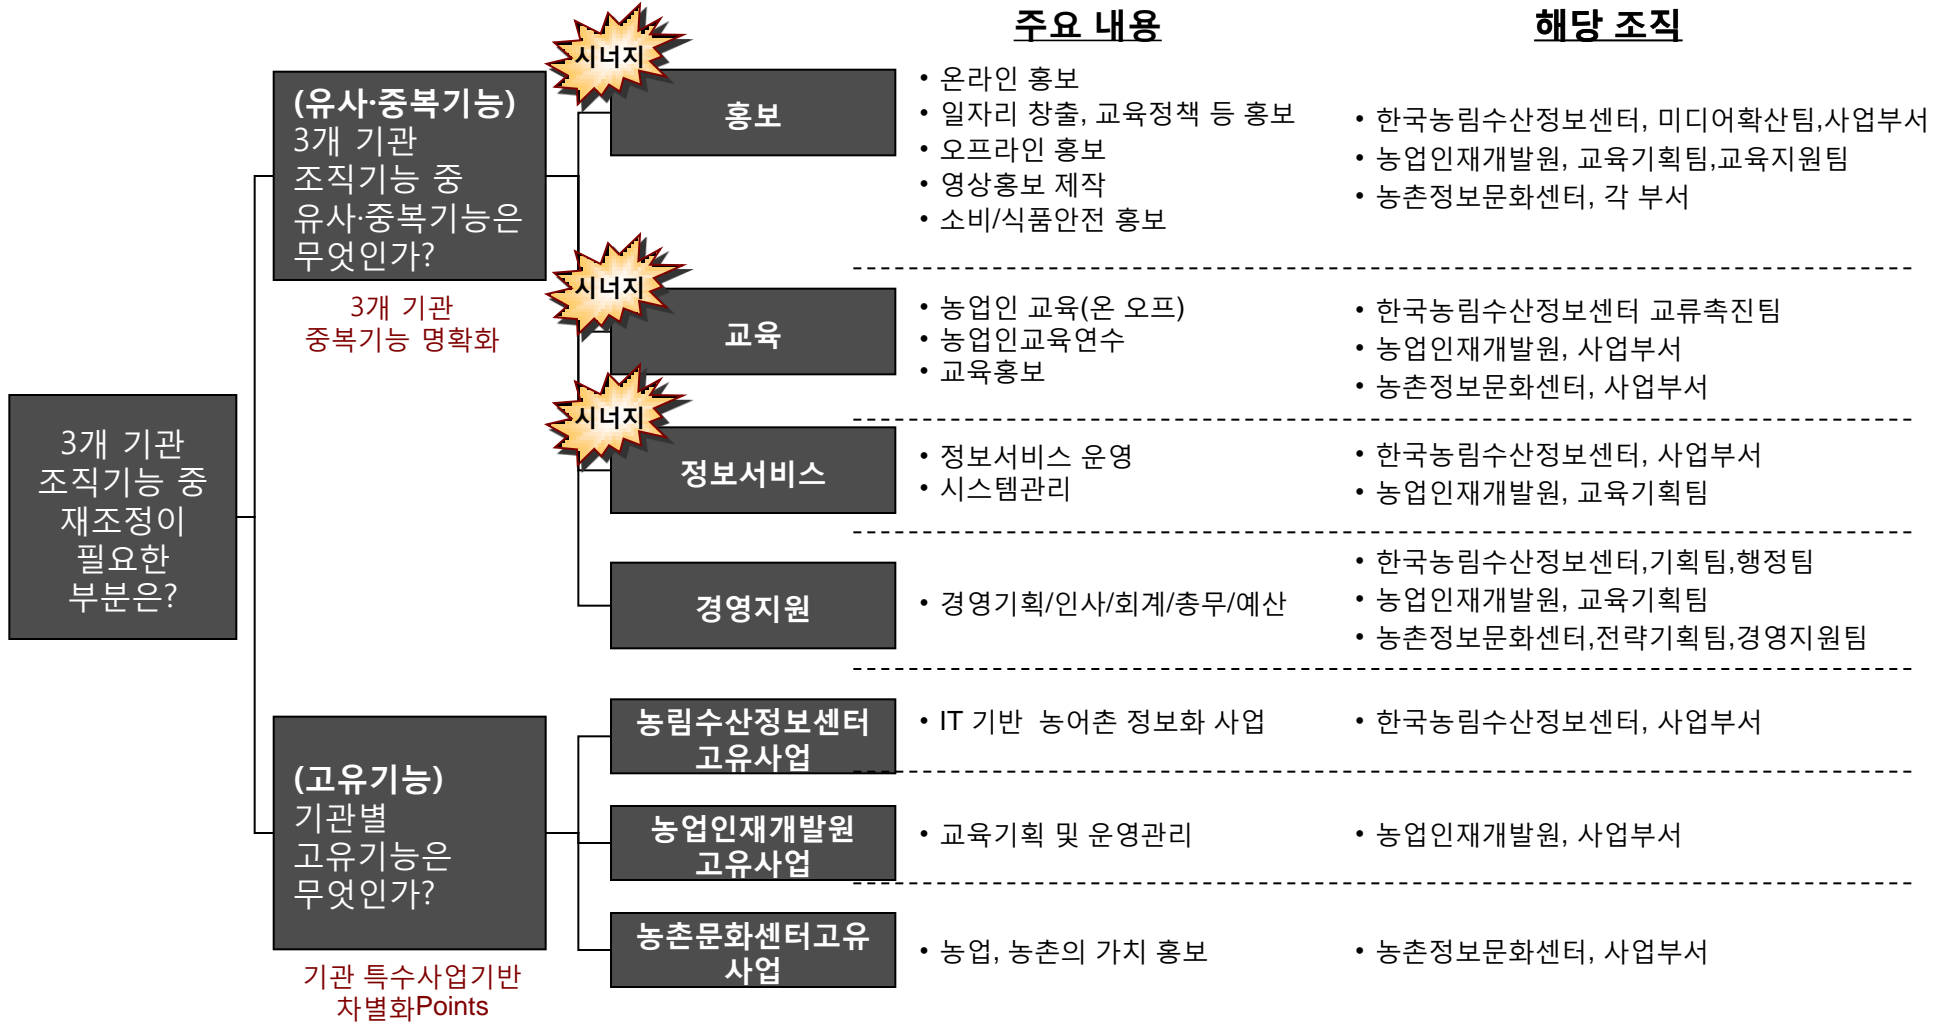 주요 내용
해당 조직
3개 기관
조직기능 중
재조정이
필요한
부분은?
(유사·중복기능)
3개 기관
조직기능 중
유사·중복기능은
무엇인가?
3개 기관
중복기능 명확화
시너지
홍보
• 온라인 홍보
• 일자리 창출, 교육정책 등 홍보
• 오프라인 홍보
• 영상홍보 제작
• 소비/식품안전 홍보
• 한국농림수산정보센터, 미디어확산팀,사업부서
• 농업인재개발원, 교육기획팀,교육지원팀
• 농촌정보문화센터, 각 부서
시너지
교육
• 농업인 교육(온 오프)
• 농업인교육연수
• 교육홍보
• 한국농림수산정보센터 교류촉진팀
• 농업인재개발원, 사업부서
• 농촌정보문화센터, 사업부서
시너지
정보서비스
• 정보서비스 운영
• 시스템관리
• 한국농림수산정보센터, 사업부서
• 농업인재개발원, 교육기획팀
경영지원
• 경영기획/인사/회계/총무/예산
• 한국농림수산정보센터,기획팀,행정팀
• 농업인재개발원, 교육기획팀
• 농촌정보문화센터,전략기획팀,경영지원팀
(고유기능)
기관별
고유기능은
무엇인가?
기관 특수사업기반
차별화Points
농림수산정보센터
고유사업
• IT 기반  농어촌 정보화 사업
• 한국농림수산정보센터, 사업부서
농업인재개발원
고유사업
• 교육기획 및 운영관리
• 농업인재개발원, 사업부서
농촌문화센터고유
사업
• 농업, 농촌의 가치 홍보
• 농촌정보문화센터, 사업부서